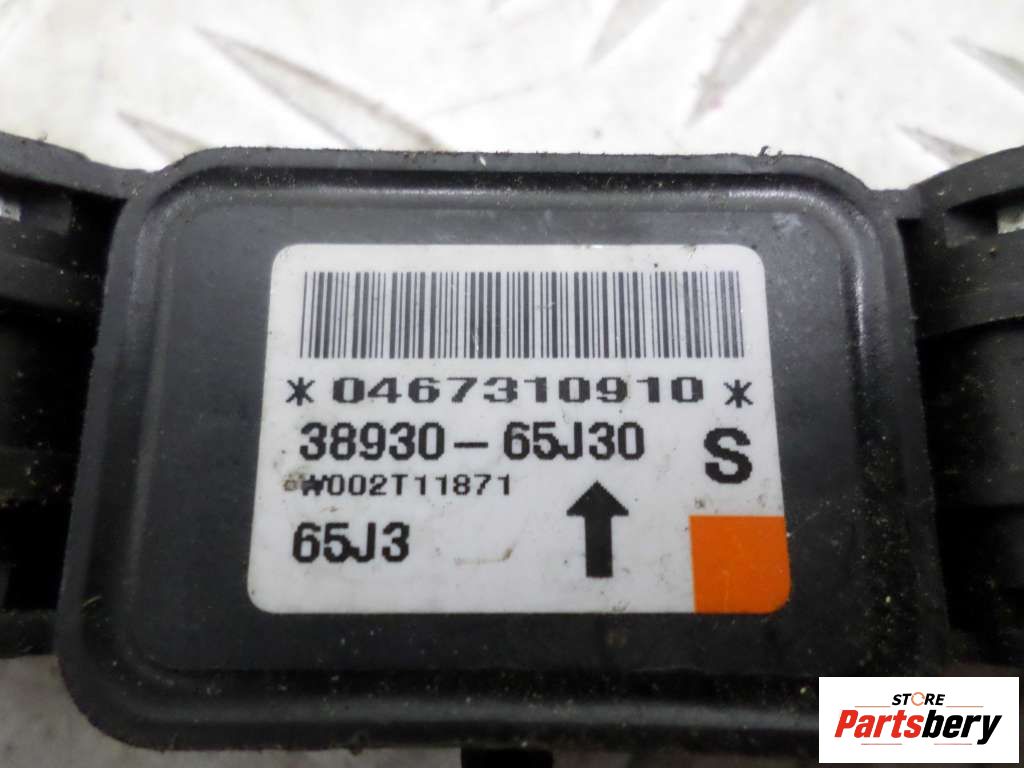 *0467310910*
38930-65J30
S
W002T11871
65J3
STORE
Partsbery